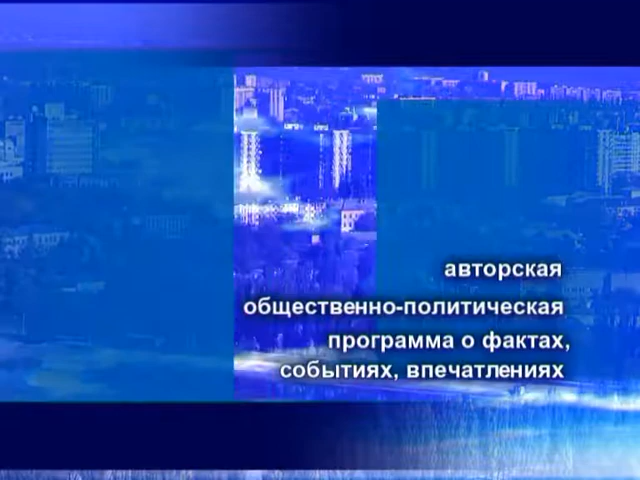 авторская
общественно-политическая
программа о фактах,
событиях, впечатлениях